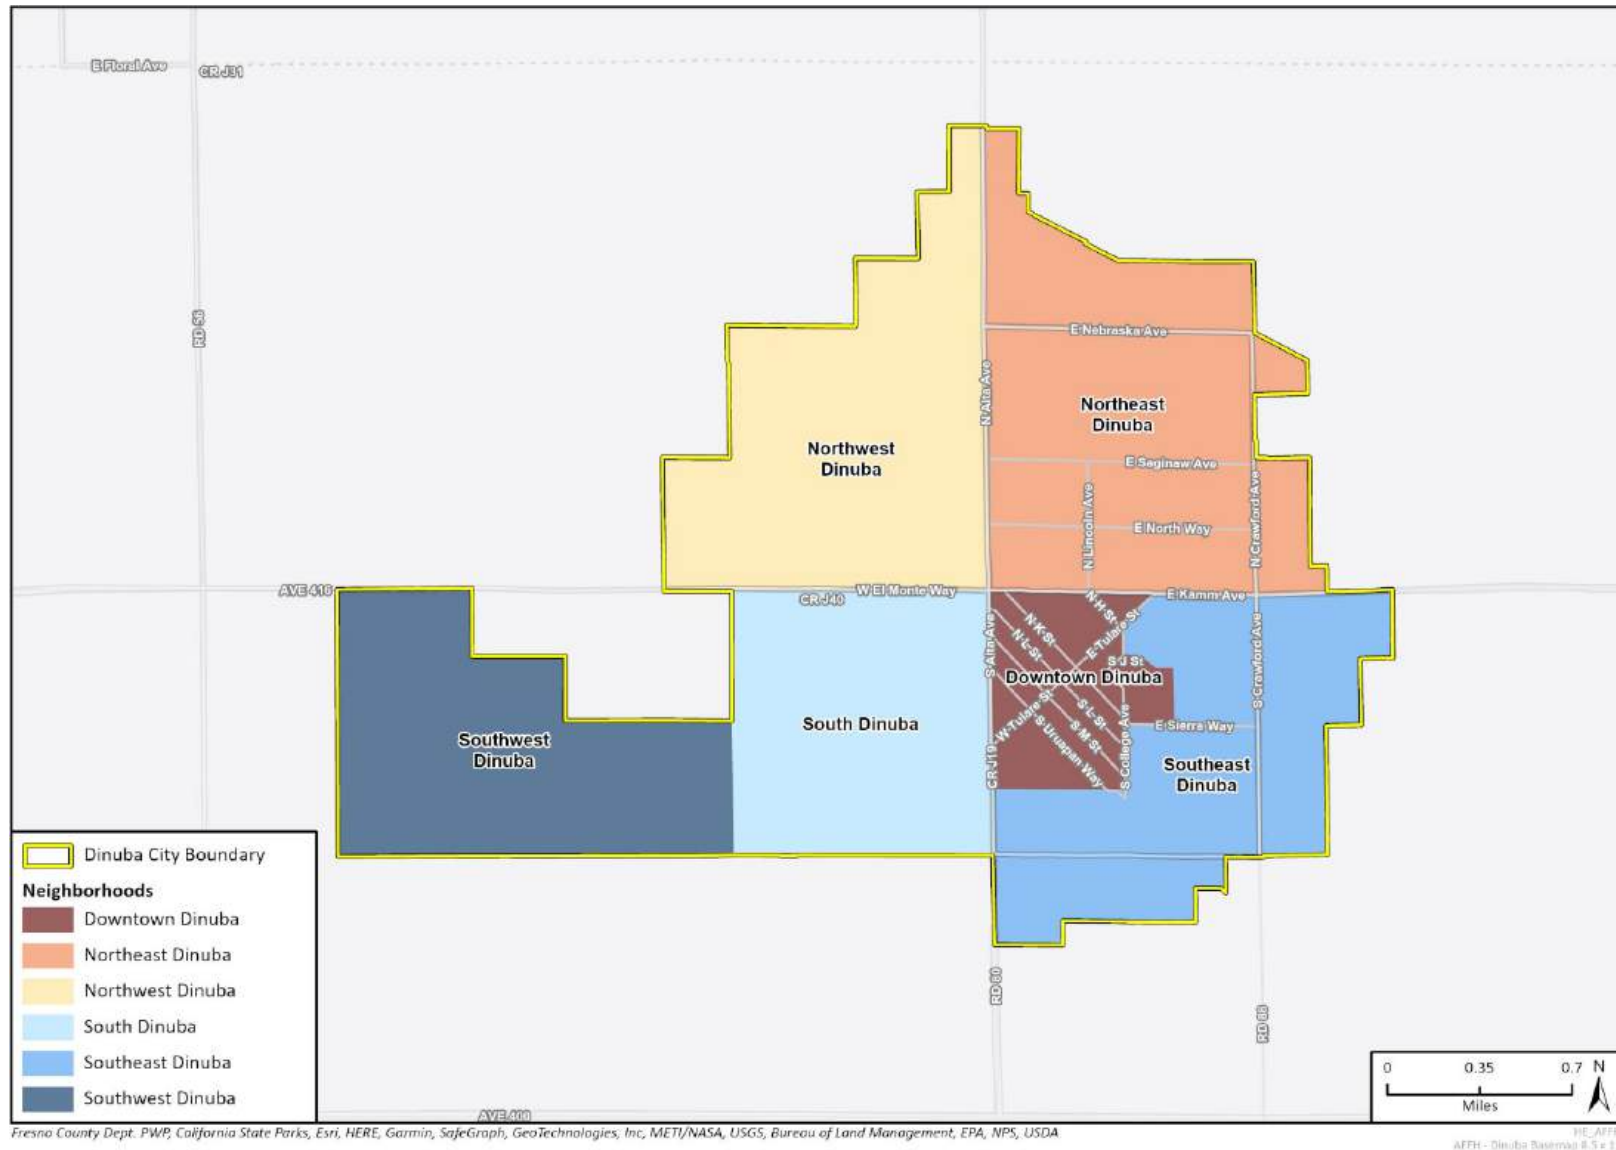 E Floral Ave
CR J31
RD 56
E Nebraska Ave
N Alta Ave
Northeast
Dinuba
Northwest
Dinuba
E Saginaw Ave
N Lincoln Ave
N Crawford Ave
E North Way
AVE 416
W El Monte Way
CR J40
E Kamm Ave
N H St
N K St
E Tulare St
N L St
S Alta Ave
S Crawford Ave
S J St
Downtown Dinuba
S L St
W Tulare St
S Uruapan Way
S M St
S College Ave
E Sierra Way
South Dinuba
Southwest
Dinuba
CR J19
Southeast
Dinuba
RD 80
RD 88
AVE 400
Dinuba City Boundary
Neighborhoods
Downtown Dinuba
Northeast Dinuba
Northwest Dinuba
South Dinuba
Southeast Dinuba
Southwest Dinuba
0 0.35 0.7 N
Miles
Fresno County Dept. PWP, California State Parks, Esri, HERE, Garmin, SafeGraph, GeoTechnologies, Inc, METI/NASA, USGS, Bureau of Land Management, EPA, NPS, USDA
AFFH - Dinuba Basemap 8.5 x